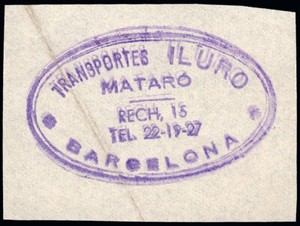 TRANSPORTES ILURO
MATARÓ
RECH, 15
TEL. 22-19-27
BARCELONA